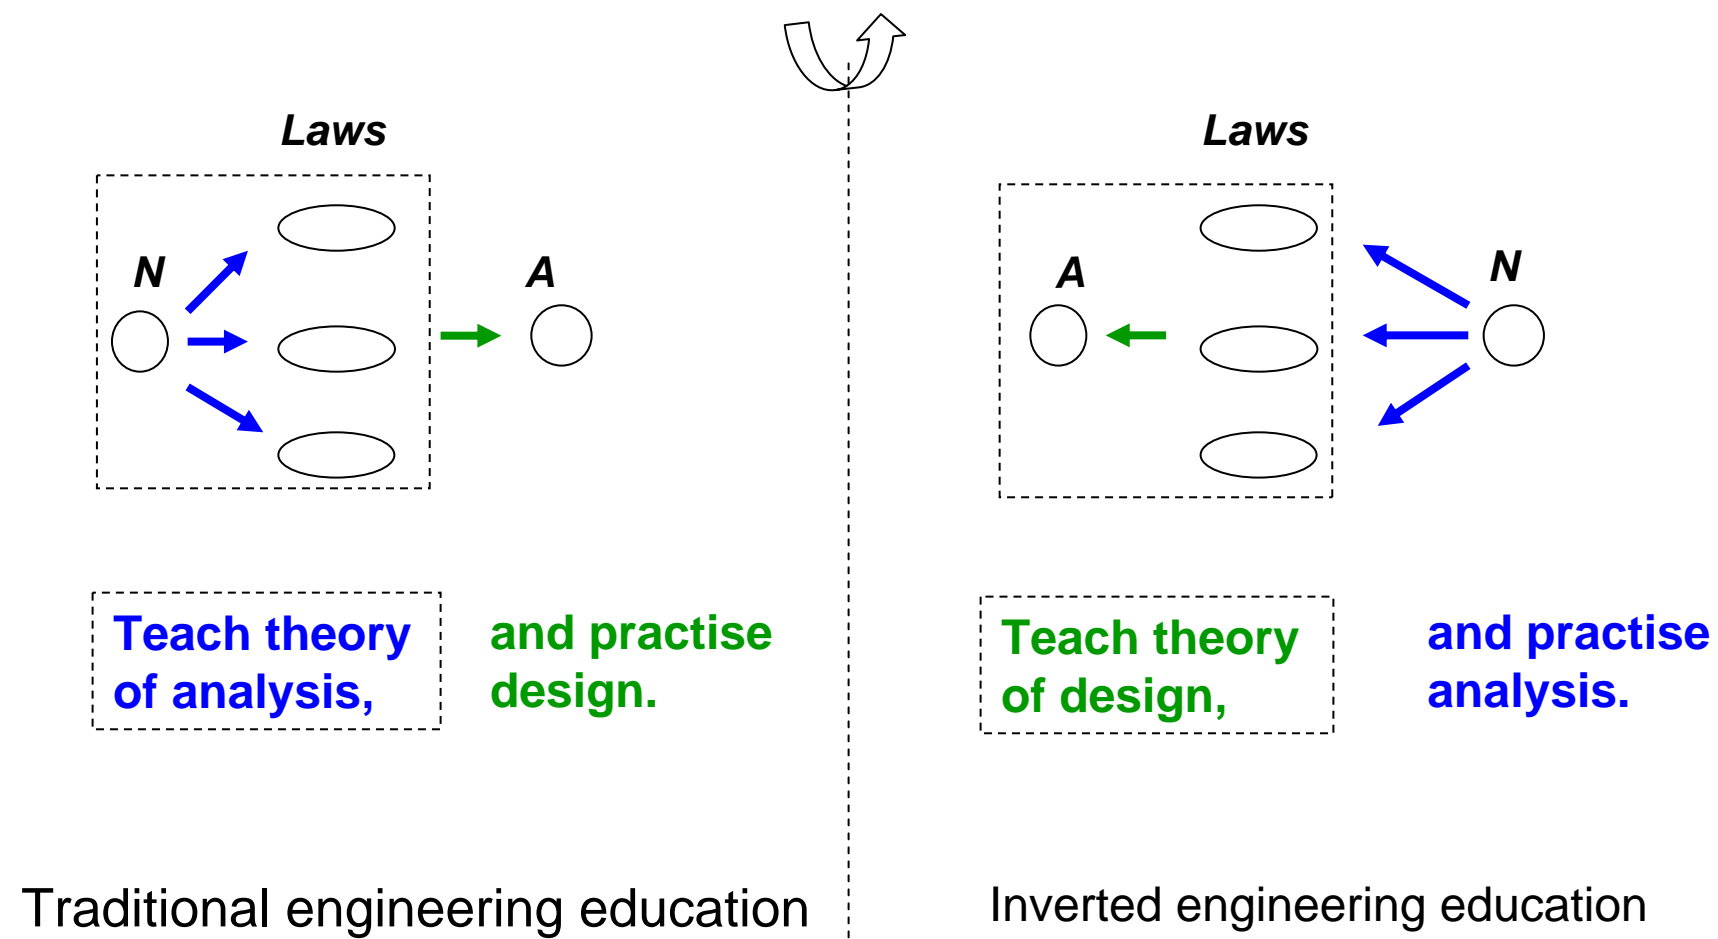 Laws
N
A
Teach theory
of analysis,
and practise
design.
Traditional engineering education
Laws
A
N
Teach theory
of design,
and practise
analysis.
Inverted engineering education